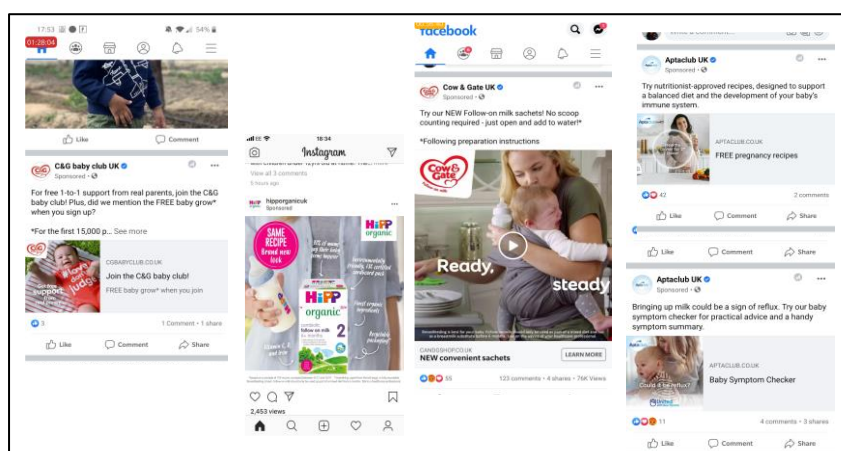 17:53
54%
01:28:04
Like
Comment
C&G baby club UK
Sponsored
For free 1-to-1 support from real parents, join the C&G
baby club! Plus, did we mention the FREE baby grow*
when you sign up?
*For the first 15,000 p... See more
CGBABYCLUB.CO.UK
Join the C&G baby club!
FREE baby grow* when you join
3
1 Comment • 1 share
Like
Comment
Share
EE
18:34
Instagram
View all 3 comments
5 hours ago
HiPP
hipporganicuk
Sponsored
SAME
RECIPE
Brand new
look
HiPP
organic
HiPP
organic
follow on milk
2
2,453 views
facebook
Cow & Gate UK
Sponsored
Try our NEW Follow-on milk sachets! No scoop
counting required - just open and add to water!*
*Following preparation instructions
Cow &
Gate
Ready,
steady
NEW convenient sachets
LEARN MORE
123 comments • 4 shares • 76K Views
Write a comment...
Aptaclub UK
Sponsored
Try nutritionist-approved recipes, designed to support
a balanced diet and the development of your baby's
immune system.
APTACLUB.CO.UK
FREE pregnancy
recipes
42
2 comments
Like
Comment
Share
Like
Comment
Share
Aptaclub UK
Sponsored
Bringing up milk could be a sign of reflux. Try our baby
symptom checker for practical advice and a handy
symptom summary.
Could it be reflux?
APTACLUB.CO.UK
Baby Symptom
Checker
11
4 comments • 3 shares
Like
Comment
Share